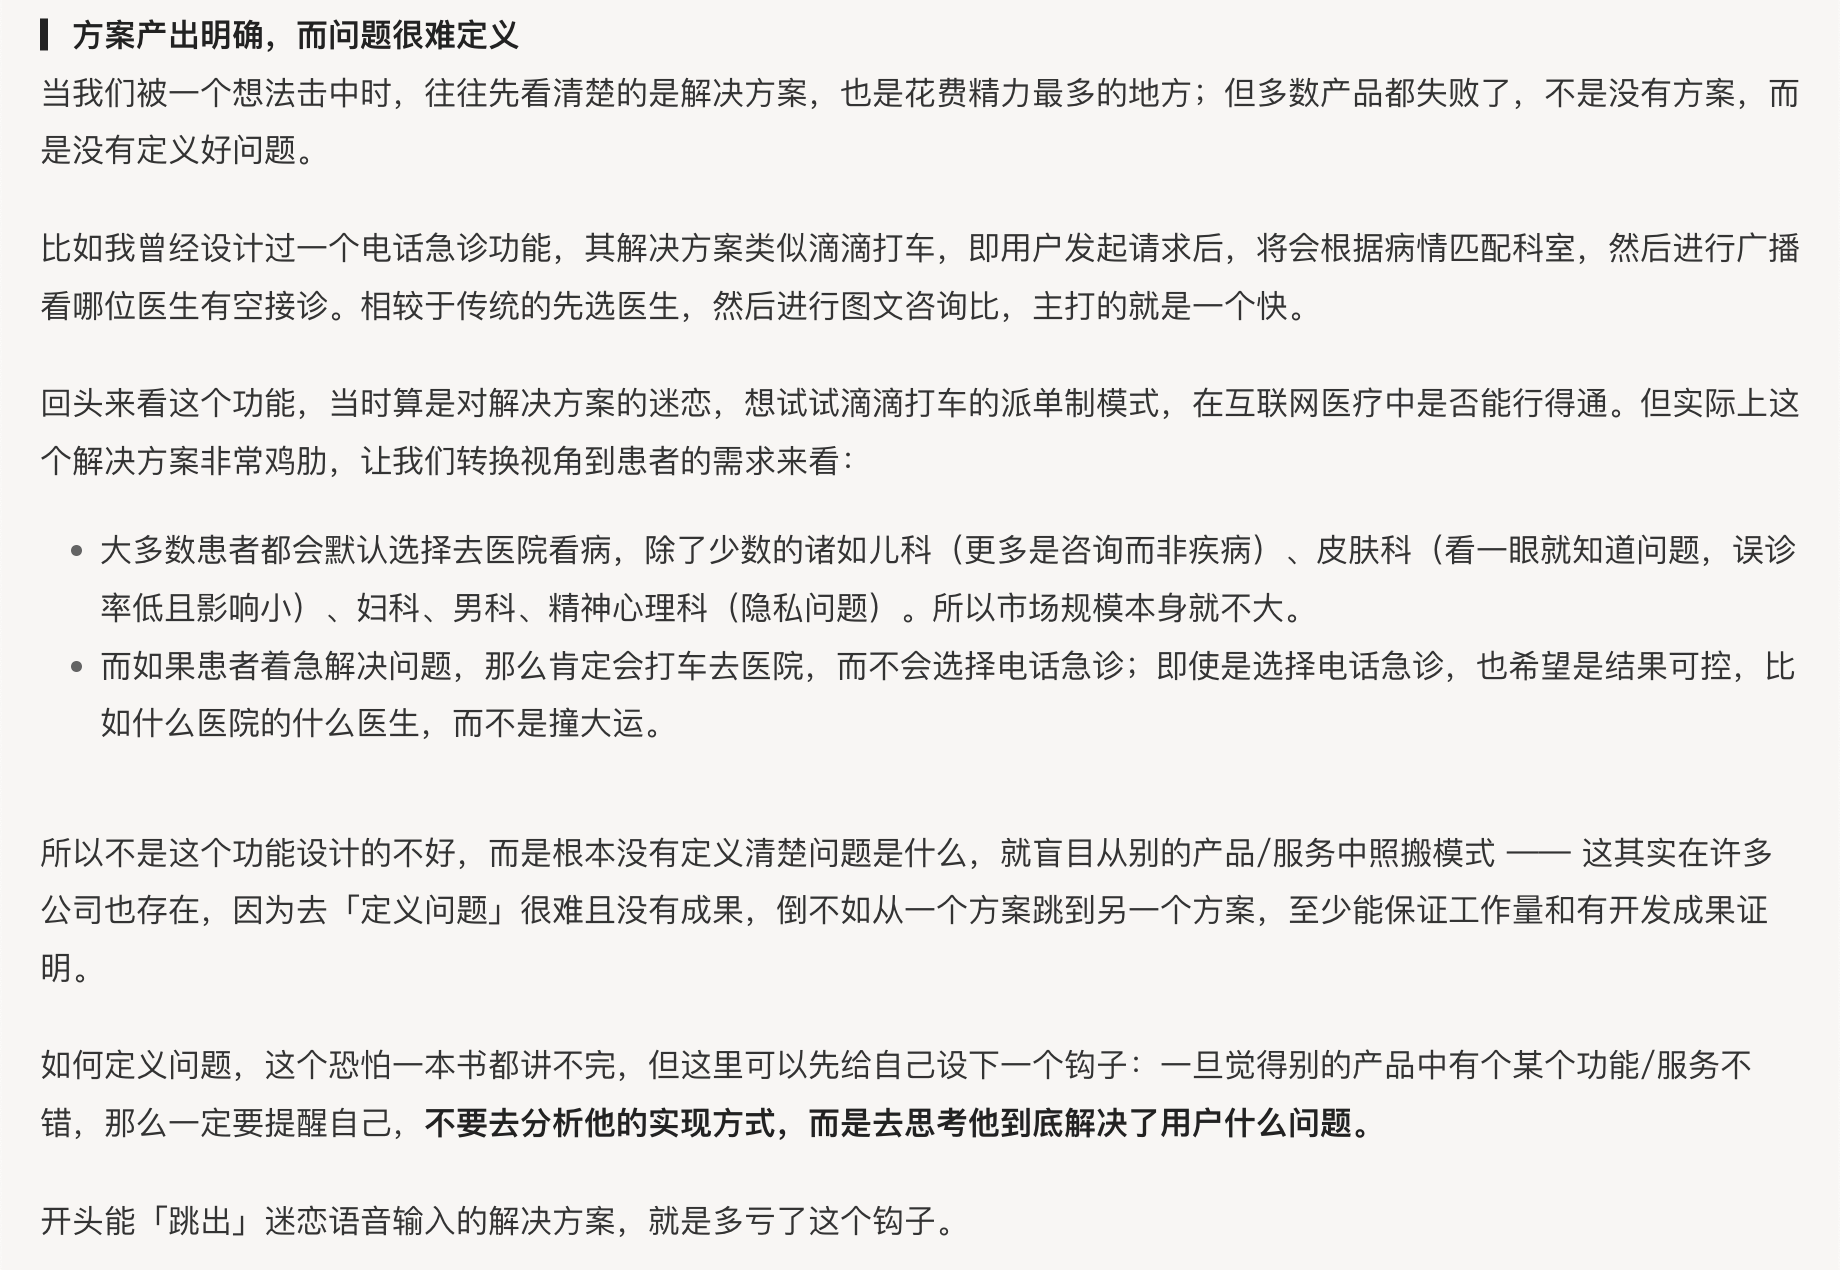 方案产出明确，而问题很难定义
当我们被一个想法击中时，往往先看清楚的是解决方案，也是花费精力最多的地方；但多数产品都失败了，不是没有方案，而
是没有定义好问题。
比如我曾经设计过一个电话急诊功能，其解决方案类似滴滴打车，即用户发起请求后，将会根据病情匹配科室，然后进行广播
看哪位医生有空接诊。相较于传统的先选医生，然后进行图文咨询比，主打的就是一个快。
回头来看这个功能，当时算是对解决方案的迷恋，想试试滴滴打车的派单制模式，在互联网医疗中是否能行得通。但实际上这
个解决方案非常鸡肋，让我们转换视角到患者的需求来看：
• 大多数患者都会默认选择去医院看病，除了少数的诸如儿科（更多是咨询而非疾病）、皮肤科（看一眼就知道问题，误诊
率低且影响小）、妇科、男科、精神心理科（隐私问题）。所以市场规模本身就不大。
• 而如果患者着急解决问题，那么肯定会打车去医院，而不会选择电话急诊；即使是选择电话急诊，也希望是结果可控，比
如什么医院的什么医生，而不是撞大运。
所以不是这个功能设计的不好，而是根本没有定义清楚问题是什么，就盲目从别的产品/服务中照搬模式 —— 这其实在许多
公司也存在，因为去「定义问题」很难且没有成果，倒不如从一个方案跳到另一个方案，至少能保证工作量和有开发成果证
明。
如何定义问题，这个恐怕一本书都讲不完，但这里可以先给自己设下一个钩子：一旦觉得别的产品中有个某个功能/服务不
错，那么一定要提醒自己，不要去分析他的实现方式，而是去思考他到底解决了用户什么问题。
开头能「跳出」迷恋语音输入的解决方案，就是多亏了这个钩子。